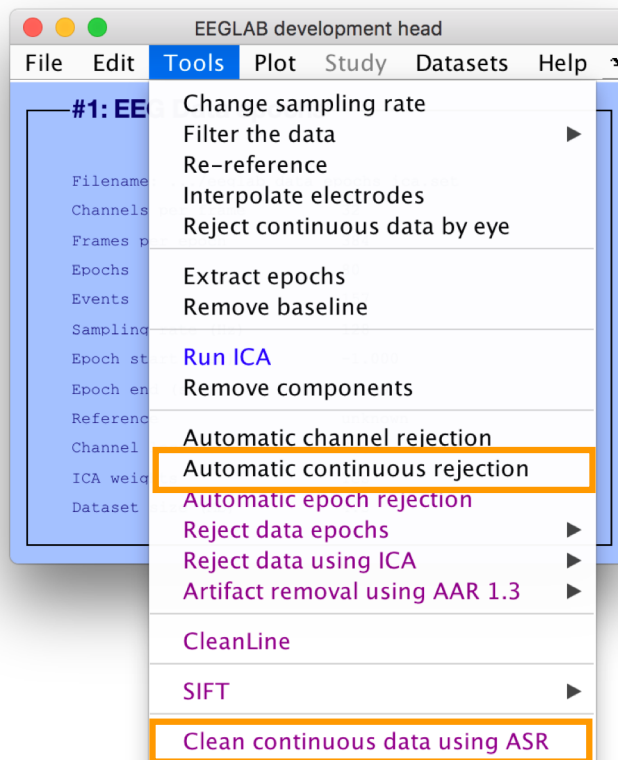 EEGLAB development head
File Edit Tools Plot Study Datasets Help
#1: EEG Data
Change sampling rate
Filter the data
Re-reference
Interpolate electrodes
Reject continuous data by eye
Extract epochs
Remove baseline
Run ICA
Remove components
Automatic channel rejection
Automatic continuous rejection
Automatic epoch rejection
Reject data epochs
Reject data using ICA
Artifact removal using AAR 1.3
CleanLine
SIFT
Clean continuous data using ASR
Filename
Channels
Frames p
Epochs
Events
Sampling
Epoch st
Epoch en
Referenc
Channel
ICA weig
Dataset